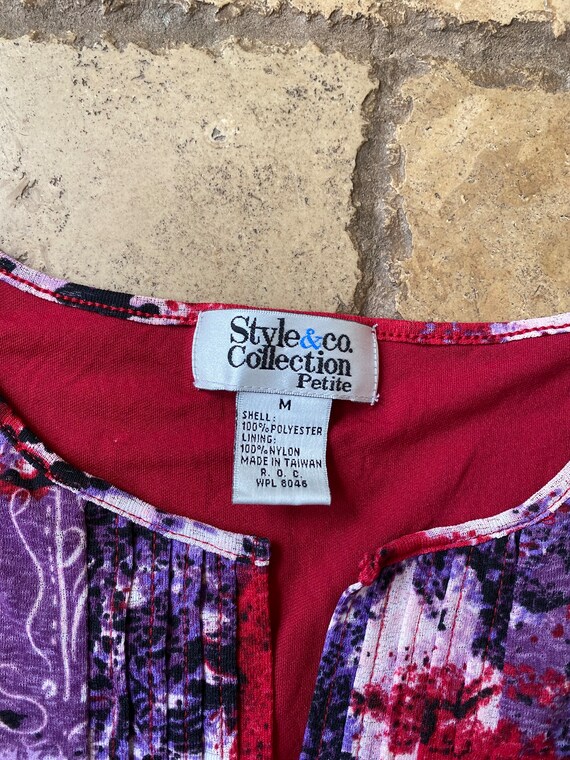 Style&co.
Collection
Petite
M
SHELL:
100% POLYESTER
LINING:
100% NYLON
MADE IN TAIWAN
R. O. C.
WPL 8046